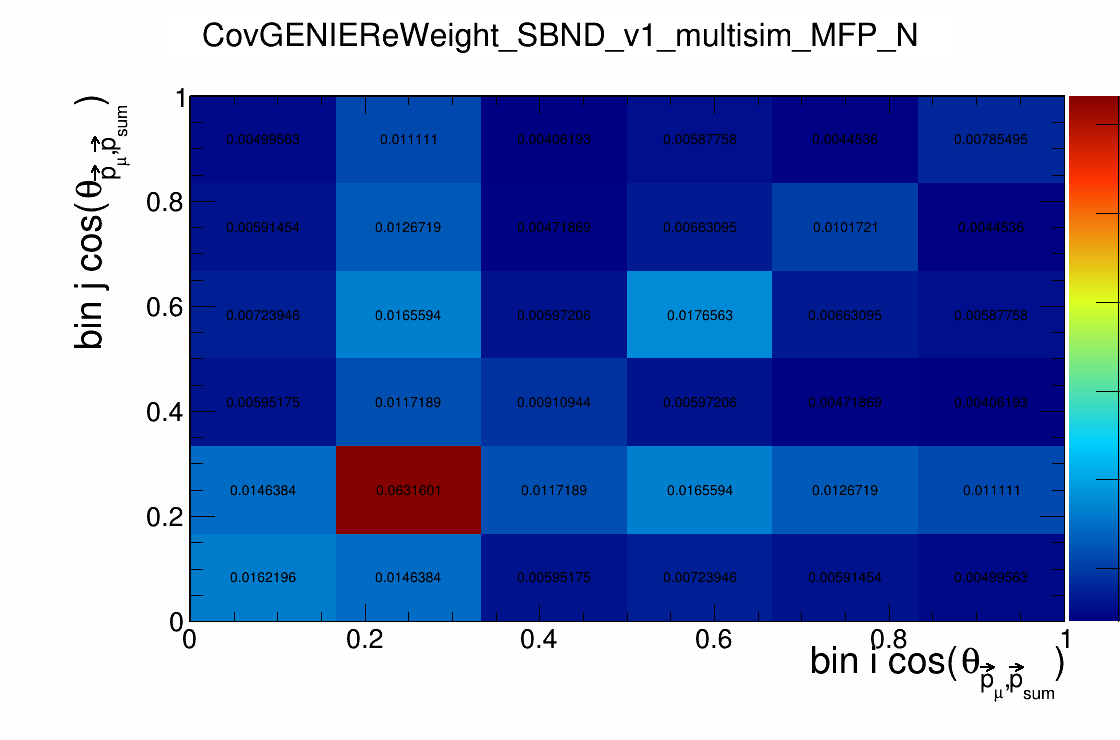 CovGENIEReWeight_SBND_v1_multisim_MFP_N
bin j cos(θ p μ, p sum)
1
0.8
0.6
0.4
0.2
0
0.00499563 0.011111 0.00406193 0.00587758 0.0044536 0.00785495
0.00591454 0.0126719 0.00471869 0.00663095 0.0101721 0.0044536
0.00723946 0.0165594 0.00597206 0.0176563 0.00663095 0.00587758
0.00595175 0.0117189 0.00910944 0.00597206 0.00471869 0.00406193
0.0146384 0.0631601 0.0117189 0.0165594 0.0126719 0.011111
0.0162196 0.0146384 0.00595175 0.00723946 0.00591454 0.00499563
0 0.2 0.4 0.6 0.8 1
bin i cos(θ p μ, p sum)